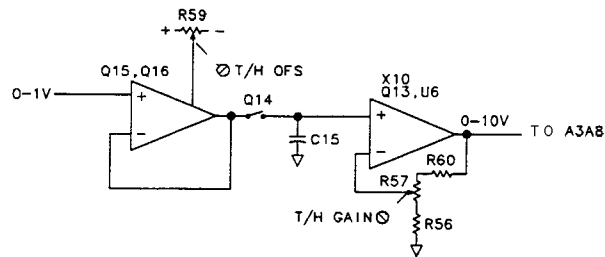 R59
+ -
⊘ T/H OFS
Q15,Q16
0-1V
+
-
Q14
C15
X10
Q13,U6
+
-
0-10V
TO A3A8
R60
R57
T/H GAIN ⊘
R56